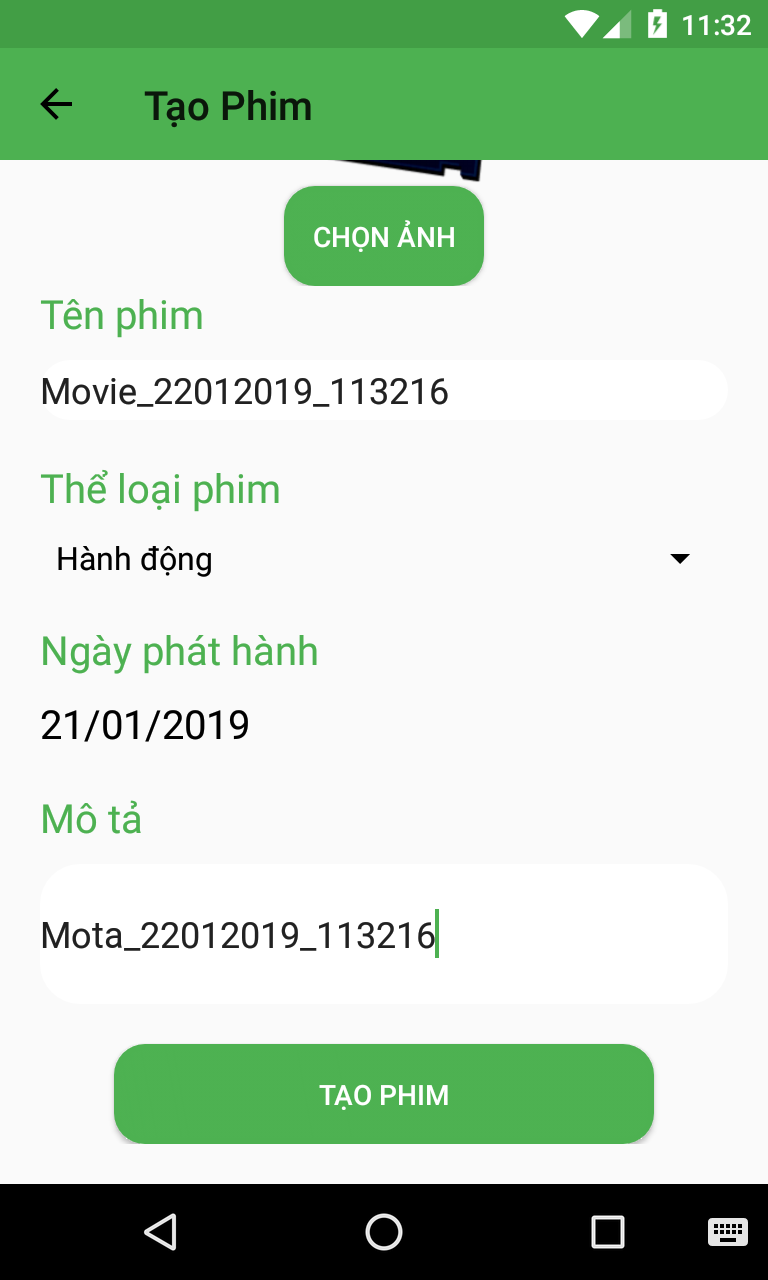 11:32
Tạo Phim
CHỌN ẢNH
Tên phim
Movie_22012019_113216
Thể loại phim
Hành động
Ngày phát hành
21/01/2019
Mô tả
Mota_22012019_113216
TẠO PHIM